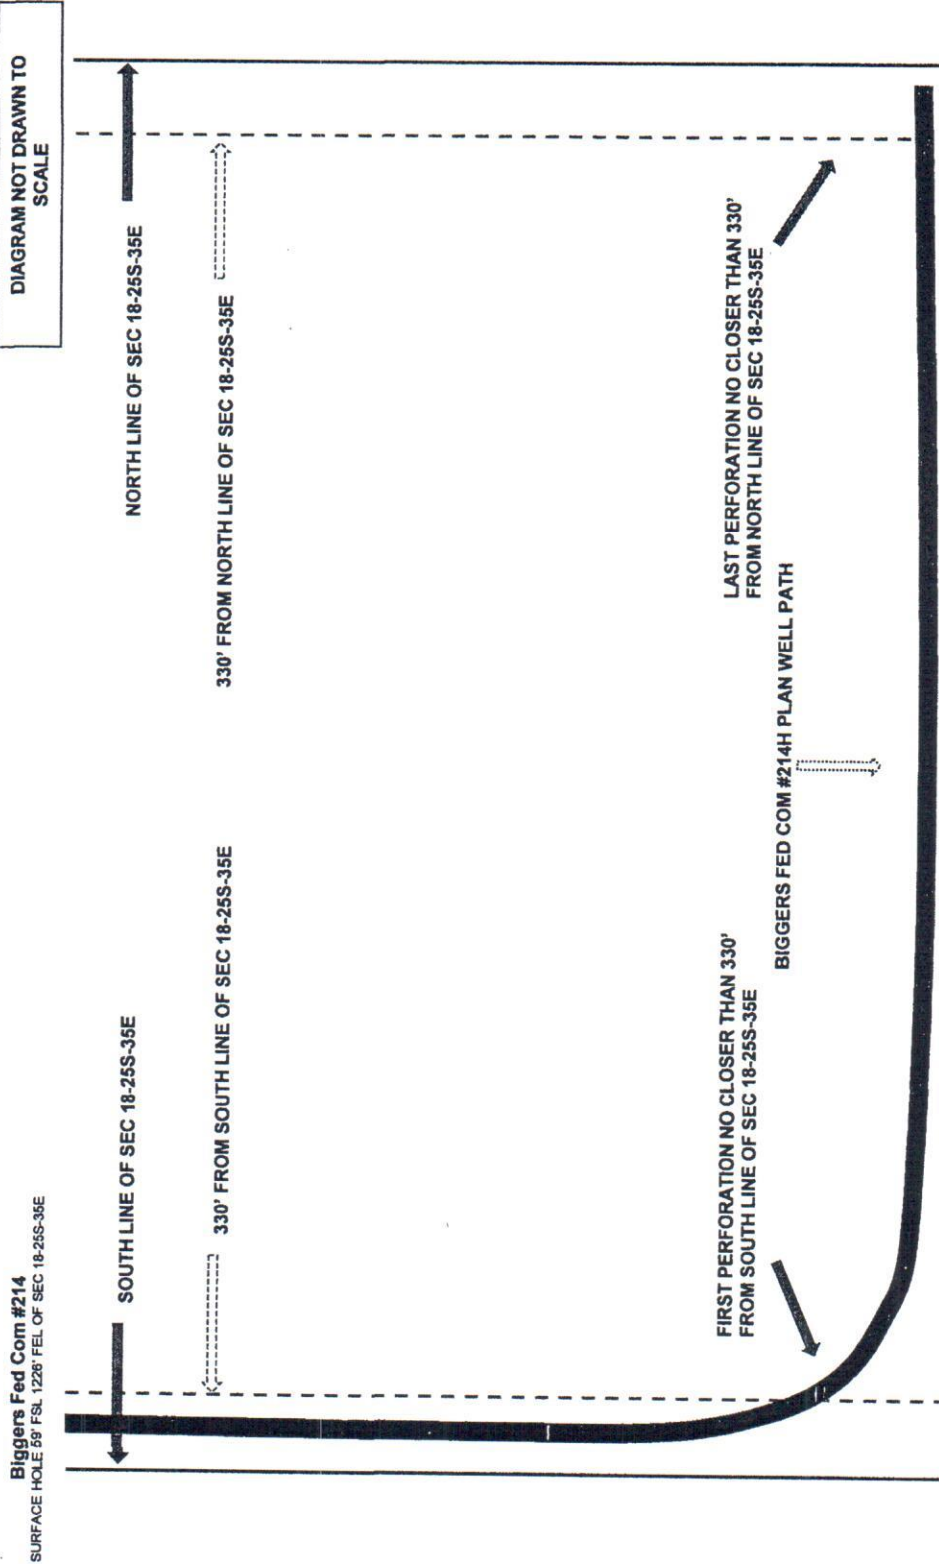 Biggers Fed Com #214
SURFACE HOLE 59' FSL 1226' FEL OF SEC 18-25S-35E
DIAGRAM NOT DRAWN TO
SCALE
SOUTH LINE OF SEC 18-25S-35E
NORTH LINE OF SEC 18-25S-35E
330' FROM SOUTH LINE OF SEC 18-25S-35E
330' FROM NORTH LINE OF SEC 18-25S-35E
FIRST PERFORATION NO CLOSER THAN 330'
FROM SOUTH LINE OF SEC 18-25S-35E
LAST PERFORATION NO CLOSER THAN 330'
FROM NORTH LINE OF SEC 18-25S-35E
BIGGERS FED COM #214H PLAN WELL PATH